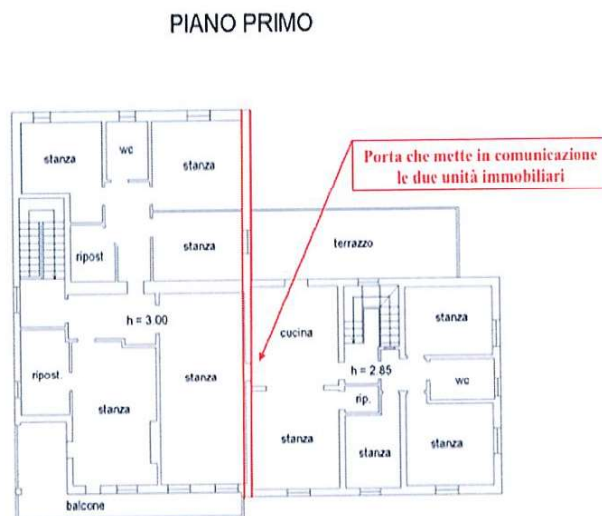 PIANO PRIMO
Porta che mette in comunicazione
le due unità immobiliari
stanza
wc
stanza
ripost.
stanza
terrazzo
h = 3.00
cucina
stanza
h = 2.85
ripost.
stanza
stanza
rip.
wc
stanza
stanza
stanza
balcone